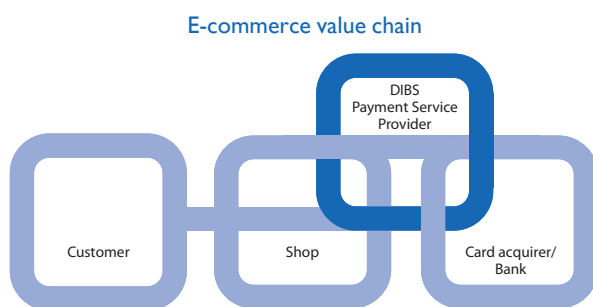 E-commerce value chain
DIBS
Payment Service
Provider
Customer
Shop
Card acquirer/
Bank